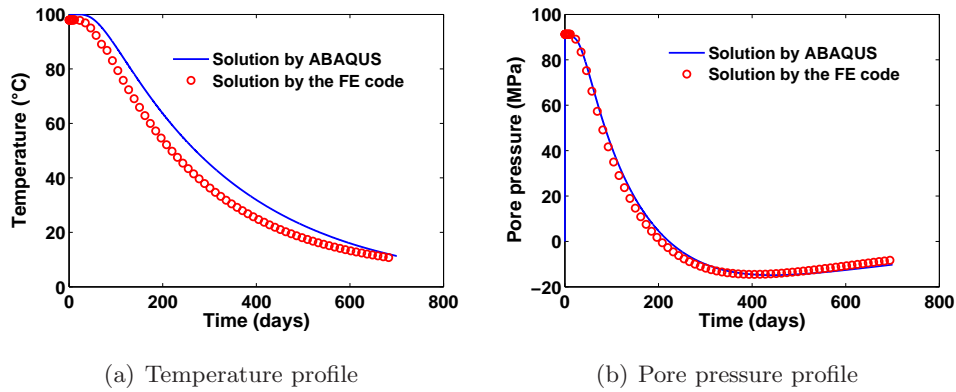 100
80
60
40
20
0
0
200
400
600
800
Temperature (°C)
Time (days)
Solution by ABAQUS
Solution by the FE code
(a) Temperature profile
100
80
60
40
20
0
−20
0
200
400
600
800
Pore pressure (MPa)
Time (days)
Solution by ABAQUS
Solution by the FE code
(b) Pore pressure profile